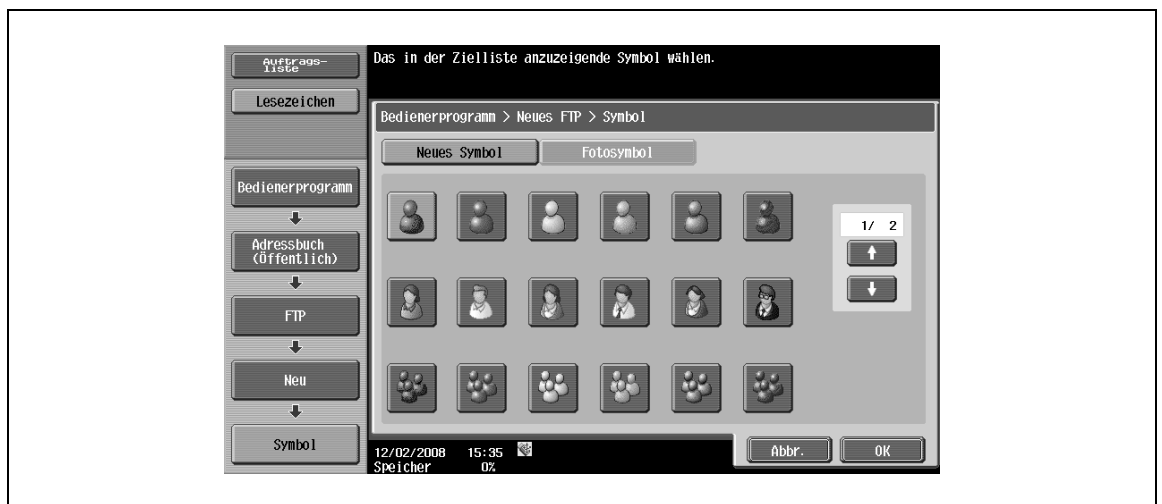 Auftrags-
liste
Lesezeichen
Bedienerprogramm
Adressbuch
(Öffentlich)
FTP
Neu
Symbol
Das in der Zielliste anzuzeigende Symbol wählen.
Bedienerprogramm > Neues FTP > Symbol
Neues Symbol
Fotosymbol
1/ 2
12/02/2008 15:35
Speicher 0%
Abbr.
OK